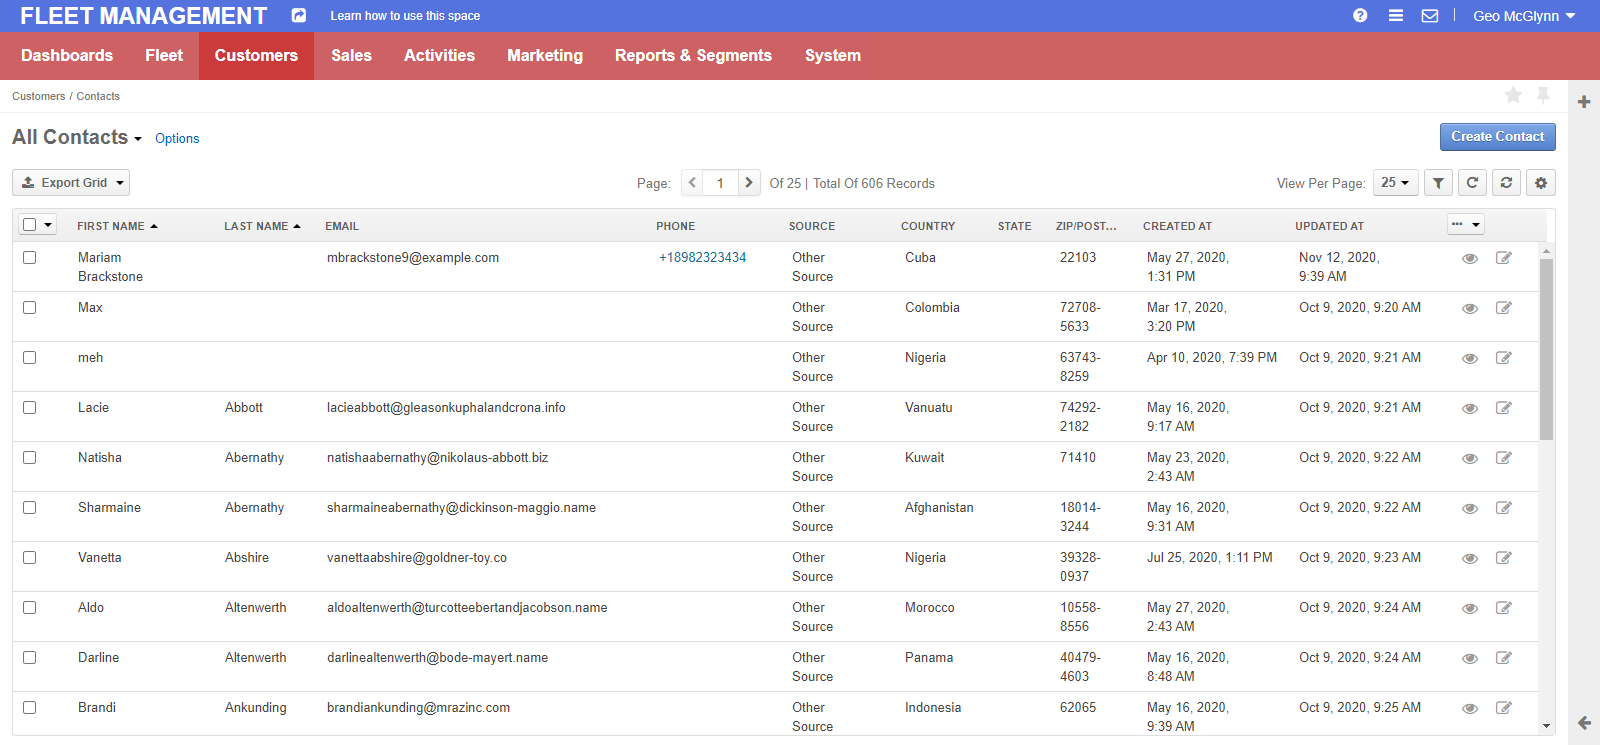 FLEET MANAGEMENT Learn how to use this space Geo McGlynn
Dashboards Fleet Customers Sales Activities Marketing Reports & Segments System
Customers / Contacts
All Contacts Options Create Contact
Export Grid Page: 1 Of 25 | Total Of 606 Records View Per Page: 25
FIRST NAME LAST NAME EMAIL PHONE SOURCE COUNTRY STATE ZIP/POST... CREATED AT UPDATED AT
Mariam mbrackstone9@example.com +18982323434 Other Cuba 22103 May 27, 2020, Nov 12, 2020,
Brackstone Source 1:31 PM 9:39 AM
Max Other Colombia 72708- Mar 17, 2020, Oct 9, 2020, 9:20 AM
Source 5633 3:20 PM
meh Other Nigeria 63743- Apr 10, 2020, 7:39 PM Oct 9, 2020, 9:21 AM
Source 8259
Lacie Abbott lacieabbott@gleasonkuphalandcrona.info Other Vanuatu 74292- May 16, 2020, Oct 9, 2020, 9:21 AM
Source 2182 9:17 AM
Natisha Abernathy natishaabernathy@nikolaus-abbott.biz Other Kuwait 71410 May 23, 2020, Oct 9, 2020, 9:22 AM
Source 2:43 AM
Sharmaine Abernathy sharmaineabernathy@dickinson-maggio.name Other Afghanistan 18014- May 16, 2020, Oct 9, 2020, 9:22 AM
Source 3244 9:31 AM
Vanetta Abshire vanettaabshire@goldner-toy.co Other Nigeria 39328- Jul 25, 2020, 1:11 PM Oct 9, 2020, 9:23 AM
Source 0937
Aldo Altenwerth aldoaltenwerth@turcotteebertandjacobson.name Other Morocco 10558- May 27, 2020, Oct 9, 2020, 9:24 AM
Source 8556 2:43 AM
Darline Altenwerth darlinealtenwerth@bode-mayert.name Other Panama 40479- May 16, 2020, Oct 9, 2020, 9:24 AM
Source 4603 8:48 AM
Brandi Ankunding brandiankunding@mrazinc.com Other Indonesia 62065 May 16, 2020, Oct 9, 2020, 9:25 AM
Source 9:39 AM